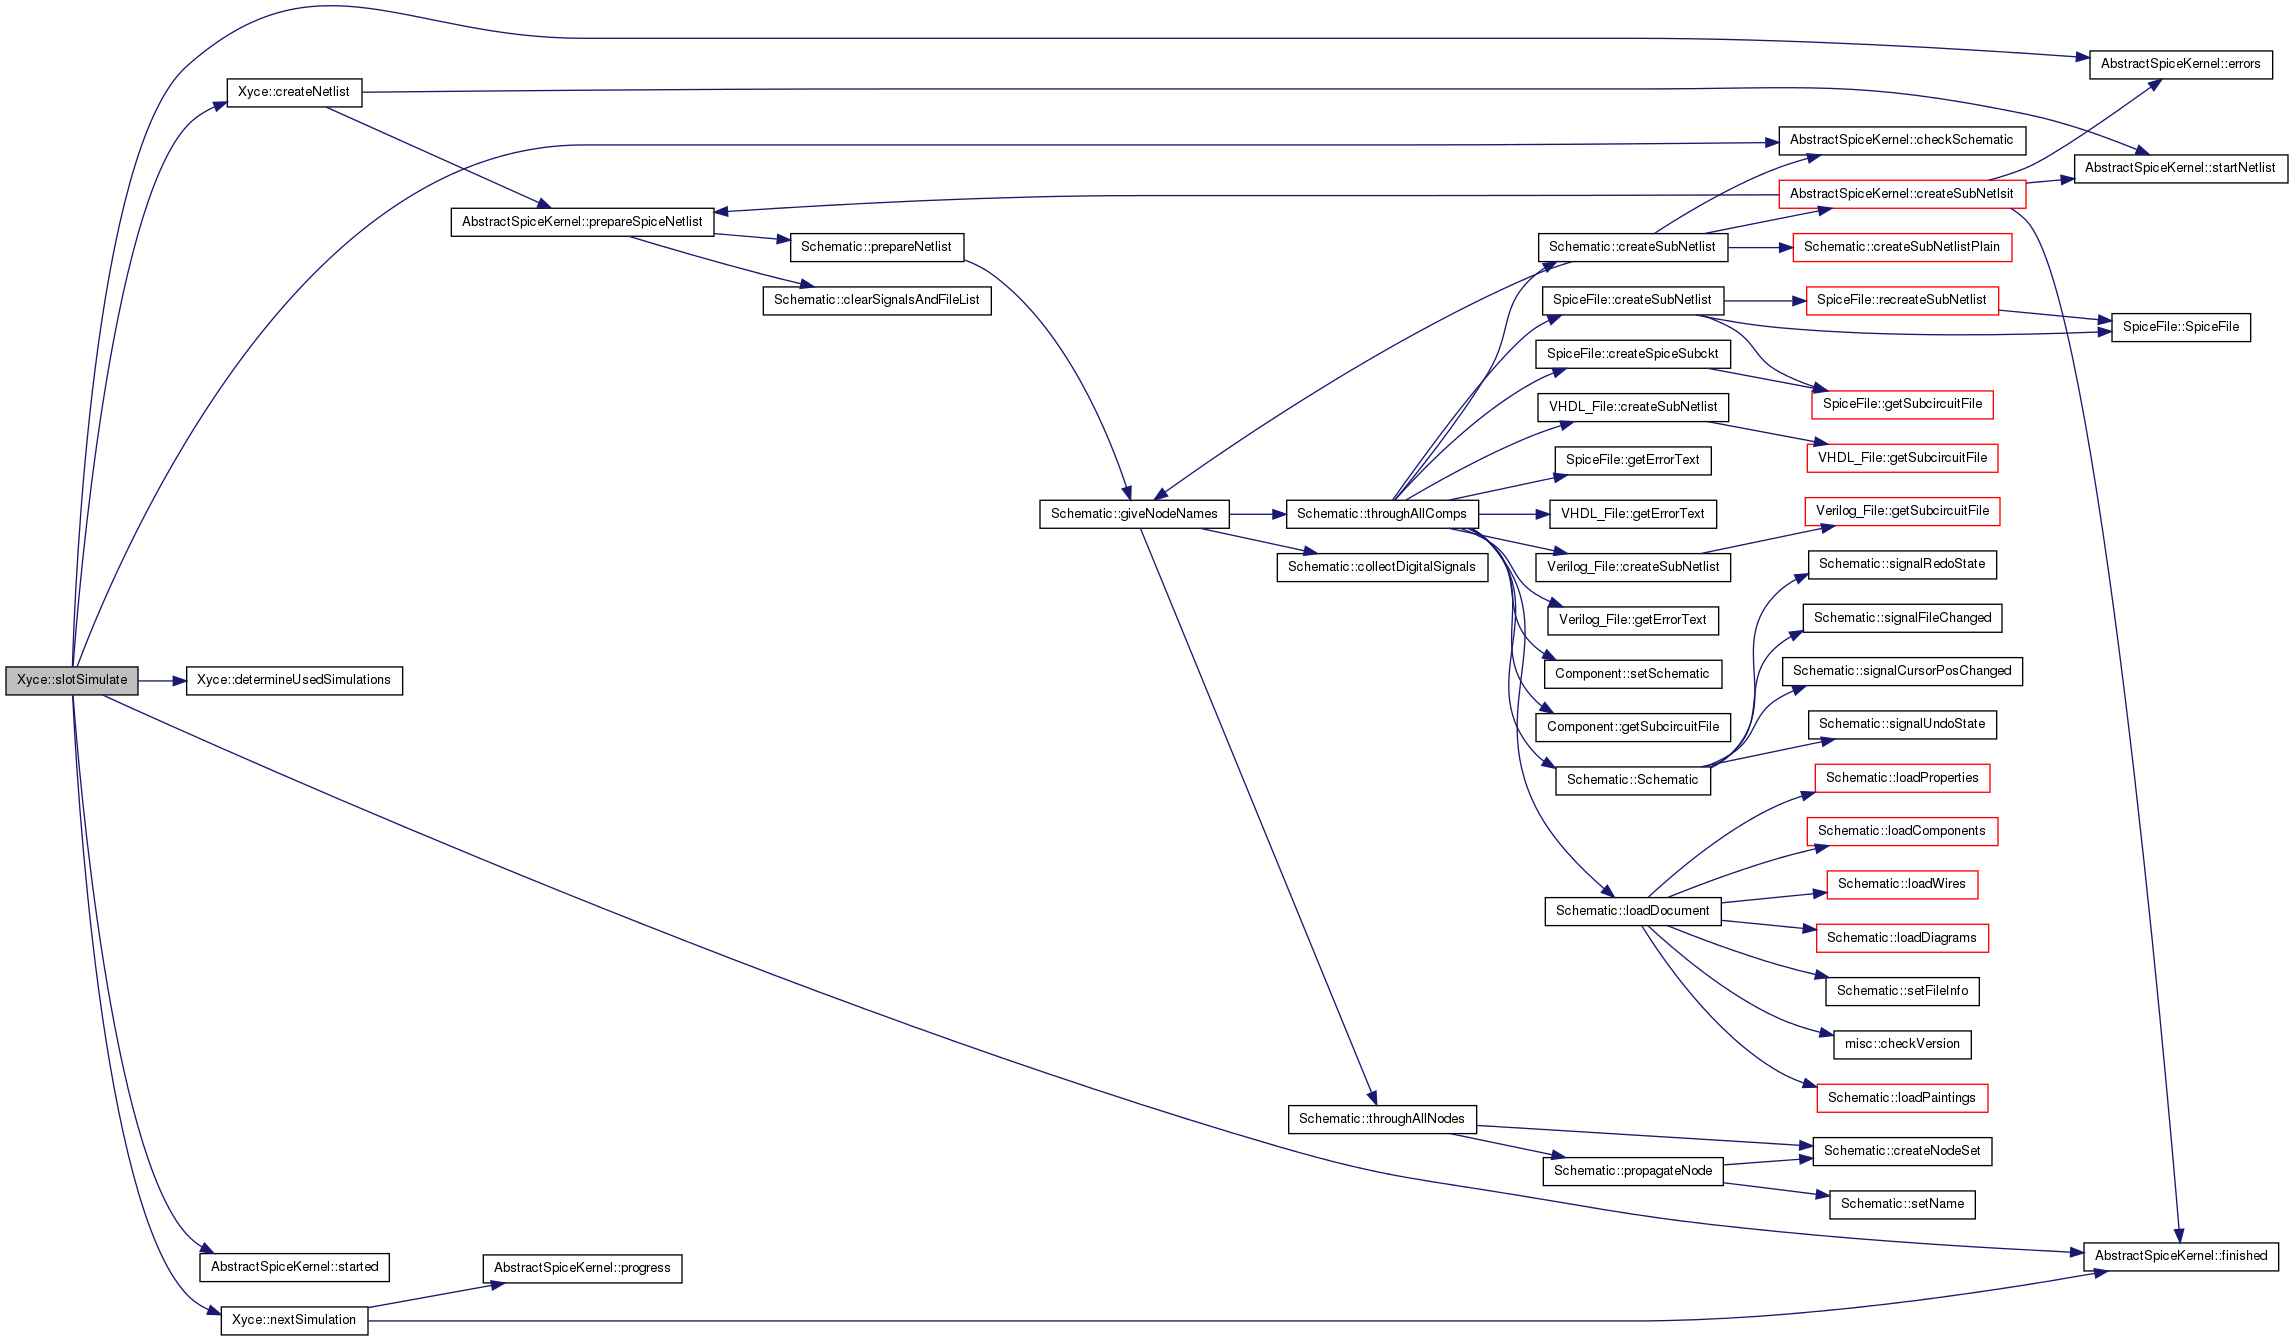 Xyce::slotSimulate
Xyce::createNetlist
AbstractSpiceKernel::prepareSpiceNetlist
Schematic::prepareNetlist
Schematic::clearSignalsAndFileList
Xyce::determineUsedSimulations
AbstractSpiceKernel::started
Xyce::nextSimulation
AbstractSpiceKernel::progress
Schematic::giveNodeNames
Schematic::throughAllComps
Schematic::collectDigitalSignals
Schematic::throughAllNodes
Schematic::createSubNetlist
SpiceFile::createSubNetlist
SpiceFile::createSpiceSubckt
VHDL_File::createSubNetlist
SpiceFile::getErrorText
VHDL_File::getErrorText
Verilog_File::createSubNetlist
Verilog_File::getErrorText
Component::setSchematic
Component::getSubcircuitFile
Schematic::Schematic
Schematic::loadDocument
Schematic::propagateNode
AbstractSpiceKernel::checkSchematic
AbstractSpiceKernel::createSubNetlsit
Schematic::createSubNetlistPlain
SpiceFile::recreateSubNetlist
SpiceFile::getSubcircuitFile
VHDL_File::getSubcircuitFile
Verilog_File::getSubcircuitFile
Schematic::signalRedoState
Schematic::signalFileChanged
Schematic::signalCursorPosChanged
Schematic::signalUndoState
Schematic::loadProperties
Schematic::loadComponents
Schematic::loadWires
Schematic::loadDiagrams
Schematic::setFileInfo
misc::checkVersion
Schematic::loadPaintings
Schematic::createNodeSet
Schematic::setName
AbstractSpiceKernel::errors
AbstractSpiceKernel::startNetlist
SpiceFile::SpiceFile
AbstractSpiceKernel::finished